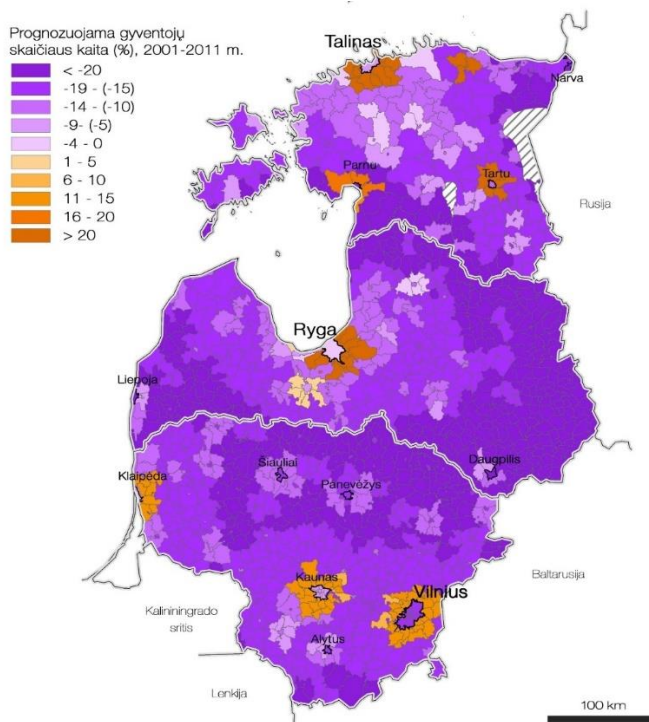 Prognozuojama gyventojų
skaičiaus kaita (%), 2001-2011 m.
< -20
-19 - (-15)
-14 - (-10)
-9- (-5)
-4 - 0
1 - 5
6 - 10
11 - 15
16 - 20
> 20
Talinas
Narva
Parnu
Tartu
Rusija
Ryga
Liepoja
Daugpilis
Šiauliai
Klaipėda
Panevėžys
Kaunas
Vilnius
Baltarusija
Kaliningrado
sritis
Alytus
Lenkija
100 km